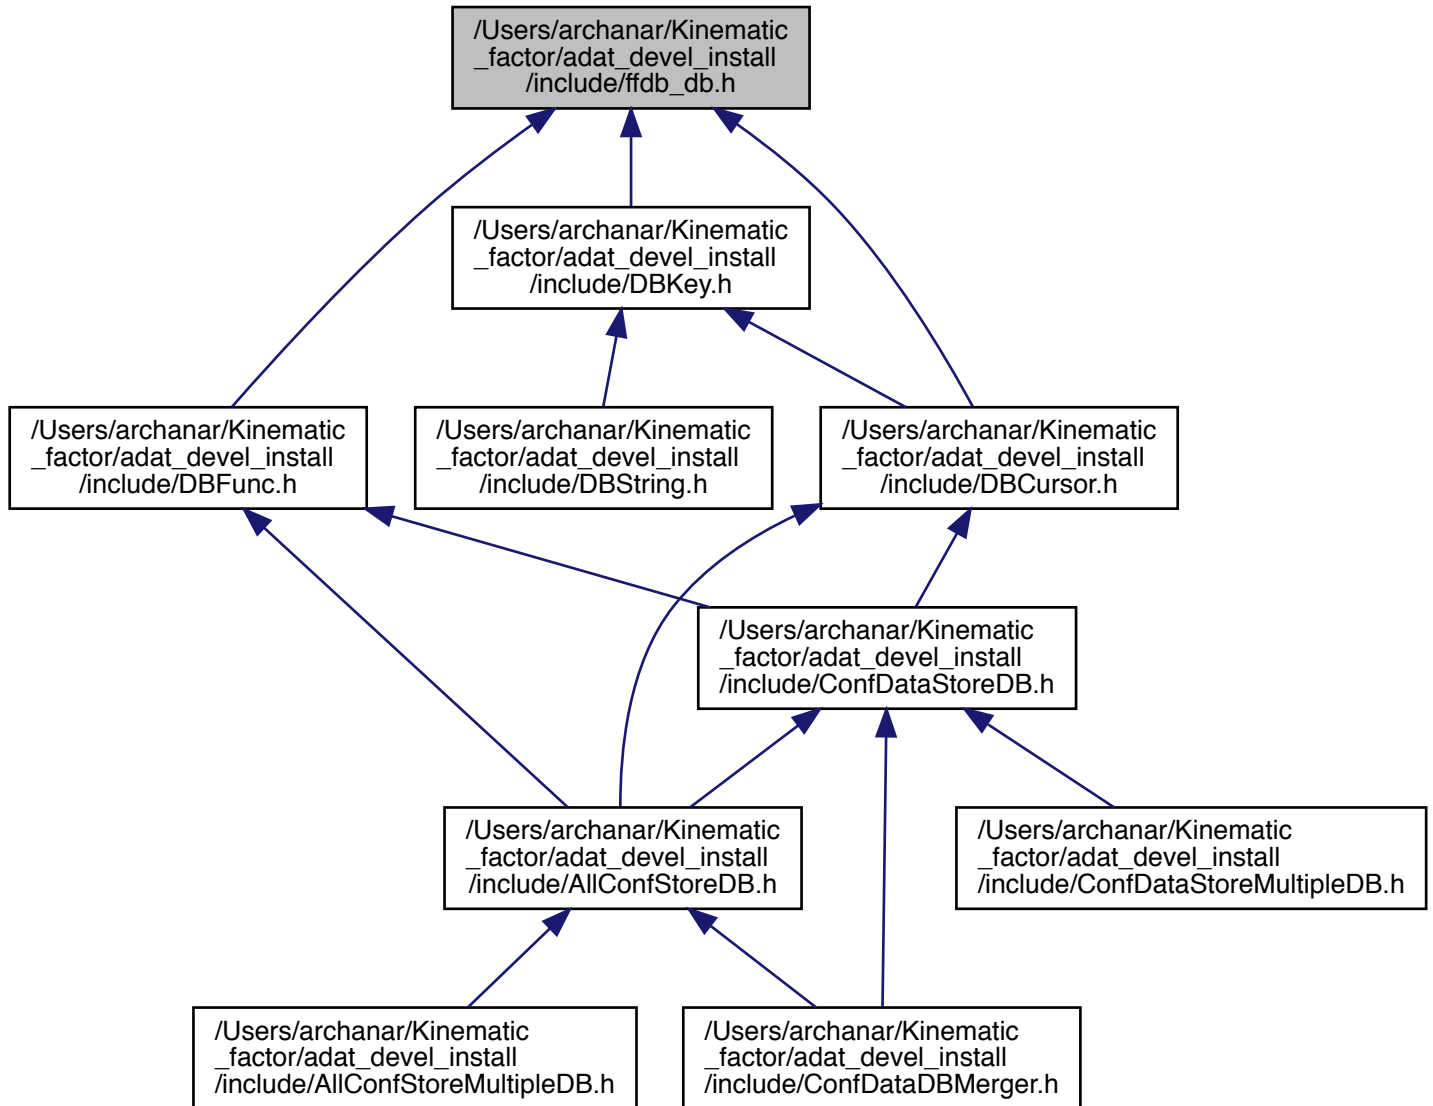 /Users/archanar/Kinematic
_factor/adat_devel_install
/include/ffdb_db.h
/Users/archanar/Kinematic
_factor/adat_devel_install
/include/DBKey.h
/Users/archanar/Kinematic
_factor/adat_devel_install
/include/DBFunc.h
/Users/archanar/Kinematic
_factor/adat_devel_install
/include/DBString.h
/Users/archanar/Kinematic
_factor/adat_devel_install
/include/DBCursor.h
/Users/archanar/Kinematic
_factor/adat_devel_install
/include/ConfDataStoreDB.h
/Users/archanar/Kinematic
_factor/adat_devel_install
/include/AllConfStoreDB.h
/Users/archanar/Kinematic
_factor/adat_devel_install
/include/ConfDataStoreMultipleDB.h
/Users/archanar/Kinematic
_factor/adat_devel_install
/include/AllConfStoreMultipleDB.h
/Users/archanar/Kinematic
_factor/adat_devel_install
/include/ConfDataDBMerger.h